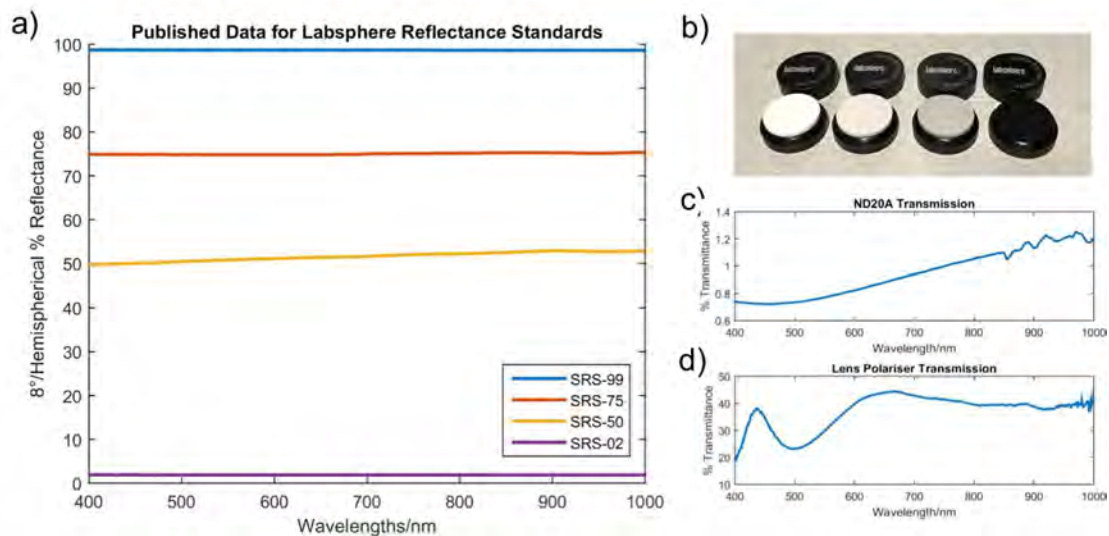 a)
Published Data for Labsphere Reflectance Standards
8°/Hemispherical % Reflectance
100
90
80
70
60
50
40
30
20
10
0
400
500
600
700
800
900
1000
Wavelengths/nm
SRS-99
SRS-75
SRS-50
SRS-02
b)
c)
ND20A Transmission
% Transmittance
1.4
1.2
1
0.8
0.6
400
500
600
700
800
900
1000
Wavelength/nm
d)
Lens Polariser Transmission
% Transmittance
50
40
30
20
10
400
500
600
700
800
900
1000
Wavelength/nm